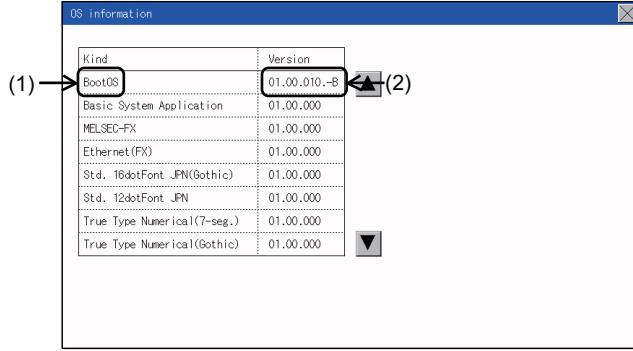 OS information
Kind Version
(1) BootOS 01.00.010.-B (2)
Basic System Application 01.00.000
MELSEC-FX 01.00.000
Ethernet(FX) 01.00.000
Std. 16dotFont JPN(Gothic) 01.00.000
Std. 12dotFont JPN 01.00.000
True Type Numerical(7-seg.) 01.00.000
True Type Numerical(Gothic) 01.00.000